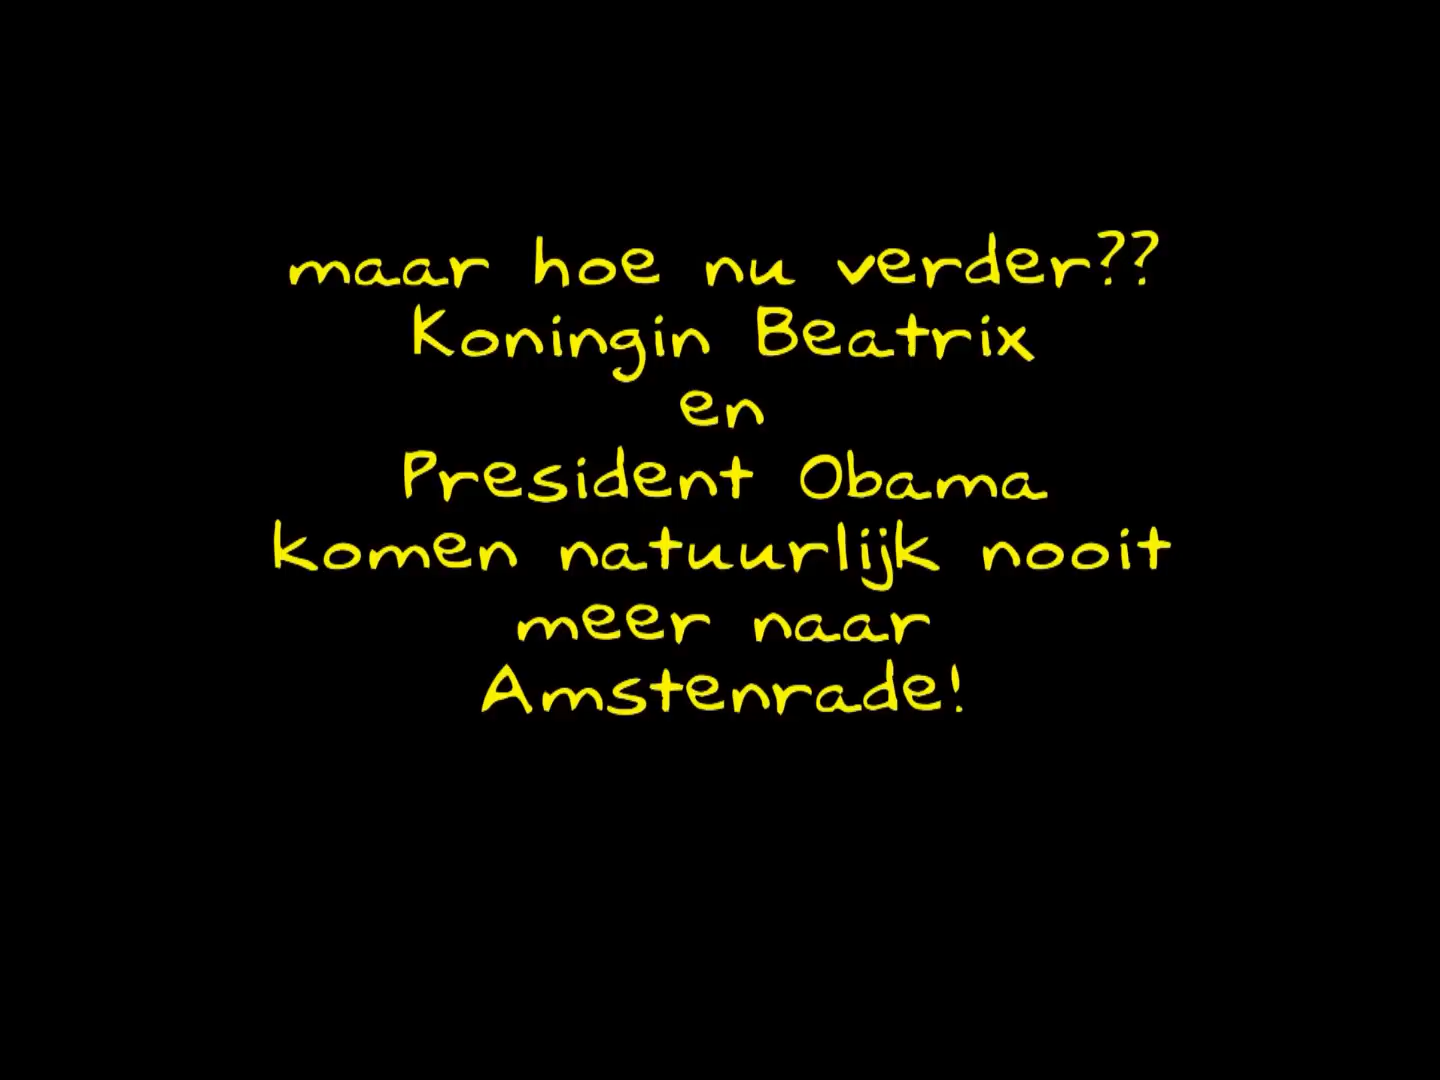 maar hoe nu verder??
Koningin Beatrix
en
President Obama
komen natuurlijk nooit
meer naar
Amstenrade!